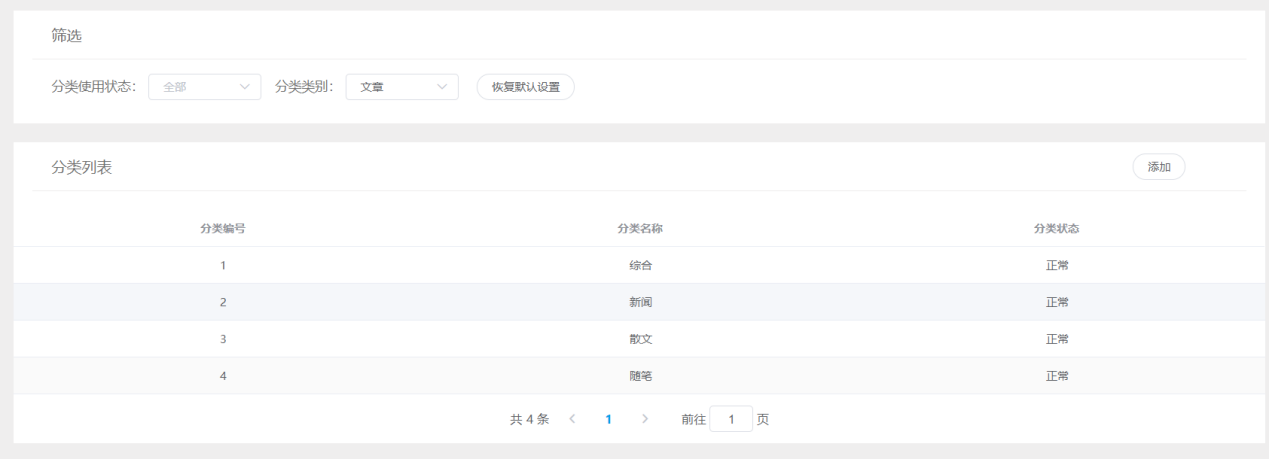 筛选
分类使用状态： 全部 分类类别： 文章 恢复默认设置
分类列表 添加
分类编号 分类名称 分类状态
1 综合 正常
2 新闻 正常
3 散文 正常
4 随笔 正常
共 4 条 1 前往 1 页